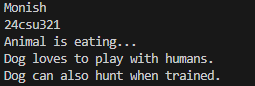 Monish
24csu321
Animal is eating...
Dog loves to play with humans.
Dog can also hunt when trained.